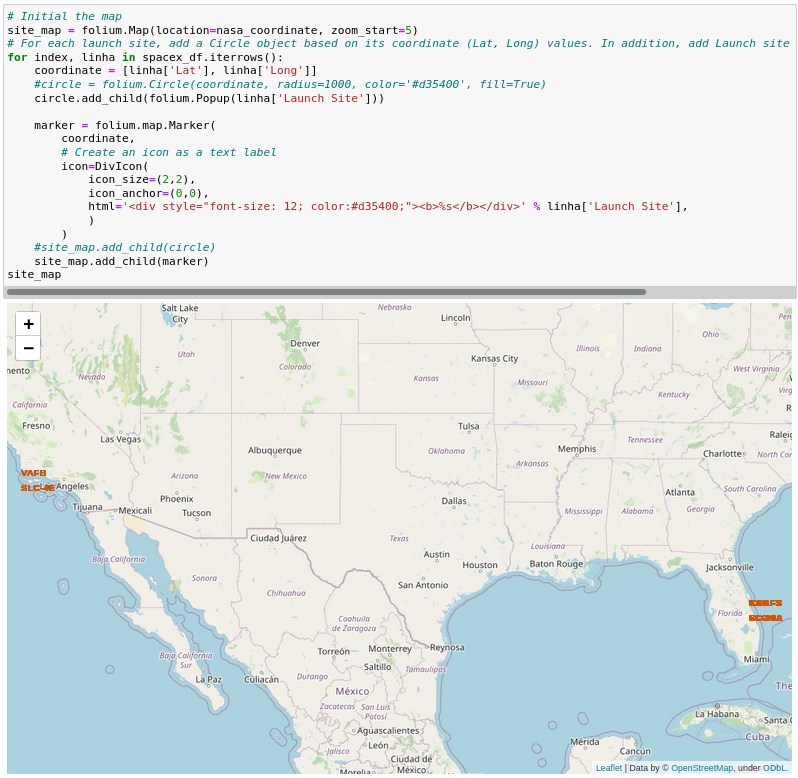 # Initial the map
site_map = folium.Map(location=nasa_coordinate, zoom_start=5)
# For each launch site, add a Circle object based on its coordinate (Lat, Long) values. In addition, add Launch site
for index, linha in spacex_df.iterrows():
    coordinate = [linha['Lat'], linha['Long']]
    #circle = folium.Circle(coordinate, radius=1000, color='#d35400', fill=True)
    circle.add_child(folium.Popup(linha['Launch Site']))
    marker = folium.map.Marker(
        coordinate,
        # Create an icon as a text label
        icon=DivIcon(
            icon_size=(2,2),
            icon_anchor=(0,0),
            html='<div style="font-size: 12; color:#d35400;"><b>%s</b></div>' % linha['Launch Site'],
            )
        )
    #site_map.add_child(circle)
    site_map.add_child(marker)
site_map
+
−
Salt Lake
City
Nebraska
Lincoln
Pen
Denver
Utah
Colorado
Kansas City
Illinois
Indiana
Ohio
ento
Nevada
Kansas
Missouri
West Virginia
Kentucky
Virg
California
Fresno
Las Vegas
Tulsa
Raleig
Albuquerque
Oklahoma
Memphis
Tennessee
Charlotte
North Car
Arkansas
VAFB
SLC-4E
Angeles
Arizona
New Mexico
Atlanta
South Carolina
Phoenix
Tijuana
Mexicali
Tucson
Dallas
Mississippi
Alabama
Georgia
Ciudad Juárez
Texas
Louisiana
Baja California
Austin
Houston
Baton Rouge
Jacksonville
Sonora
Chihuahua
San Antonio
Florida
Coahuila
de Zaragoza
Torreón
Monterrey
Reynosa
Baja California
Sur
Saltillo
Tamaulipas
Miami
La Paz
Culiacán
Durango
México
The
Zacatecas
San Luis
Potosí
La Habana
Santa C
Aguascalientes
Cuba
León
Jalisco
Mérida
Cancún
Ciudad de
México
Morelia
Leaflet | Data by © OpenStreetMap, under ODbL.